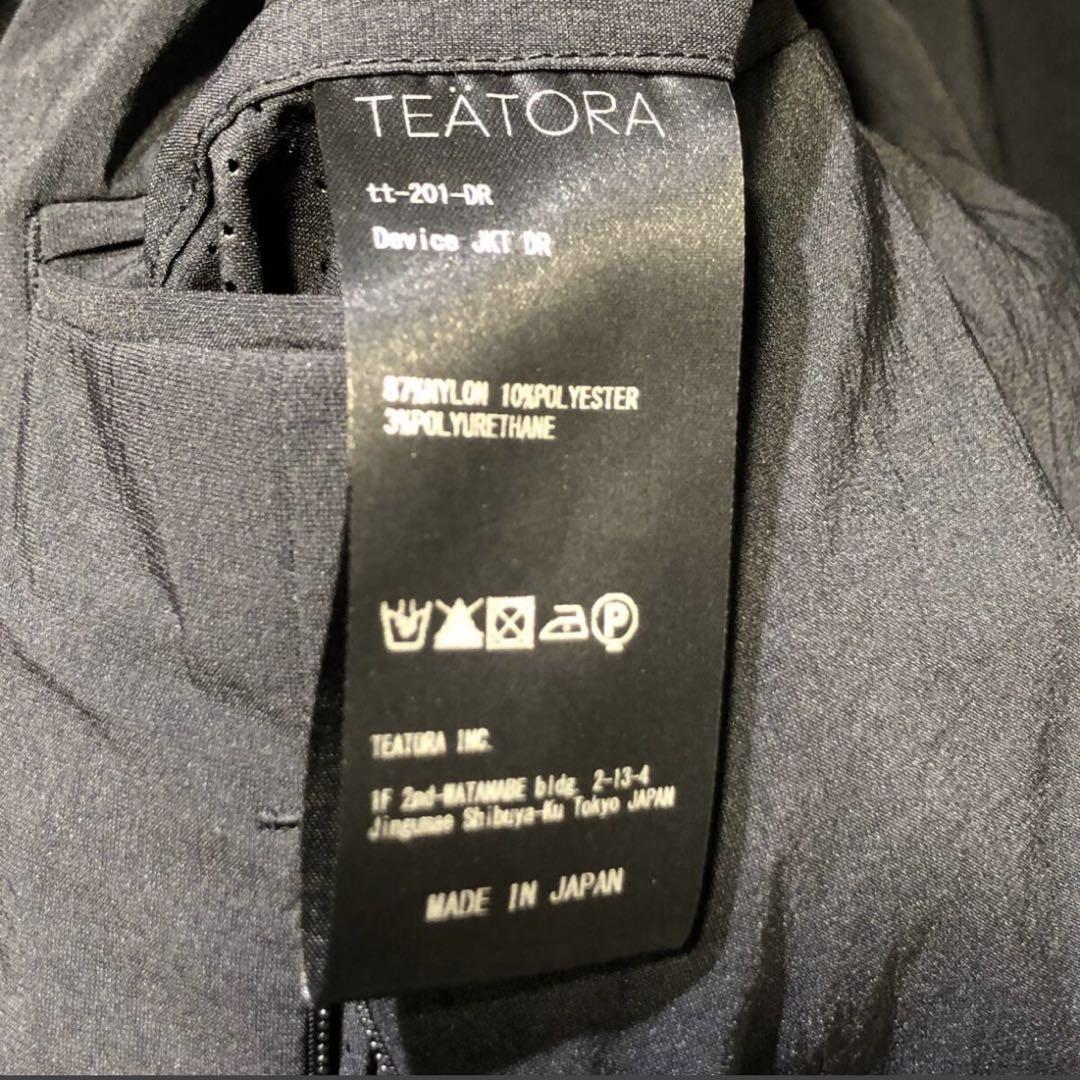 TEÄTORA
tt-201-DR
Device JKT DR
87%NYLON 10%POLYESTER
3%POLYURETHANE
P
TEATORA INC.
1F 2nd-WATANABE bldg. 2-13-4
Jingumae Shibuya-Ku Tokyo JAPAN
MADE IN JAPAN